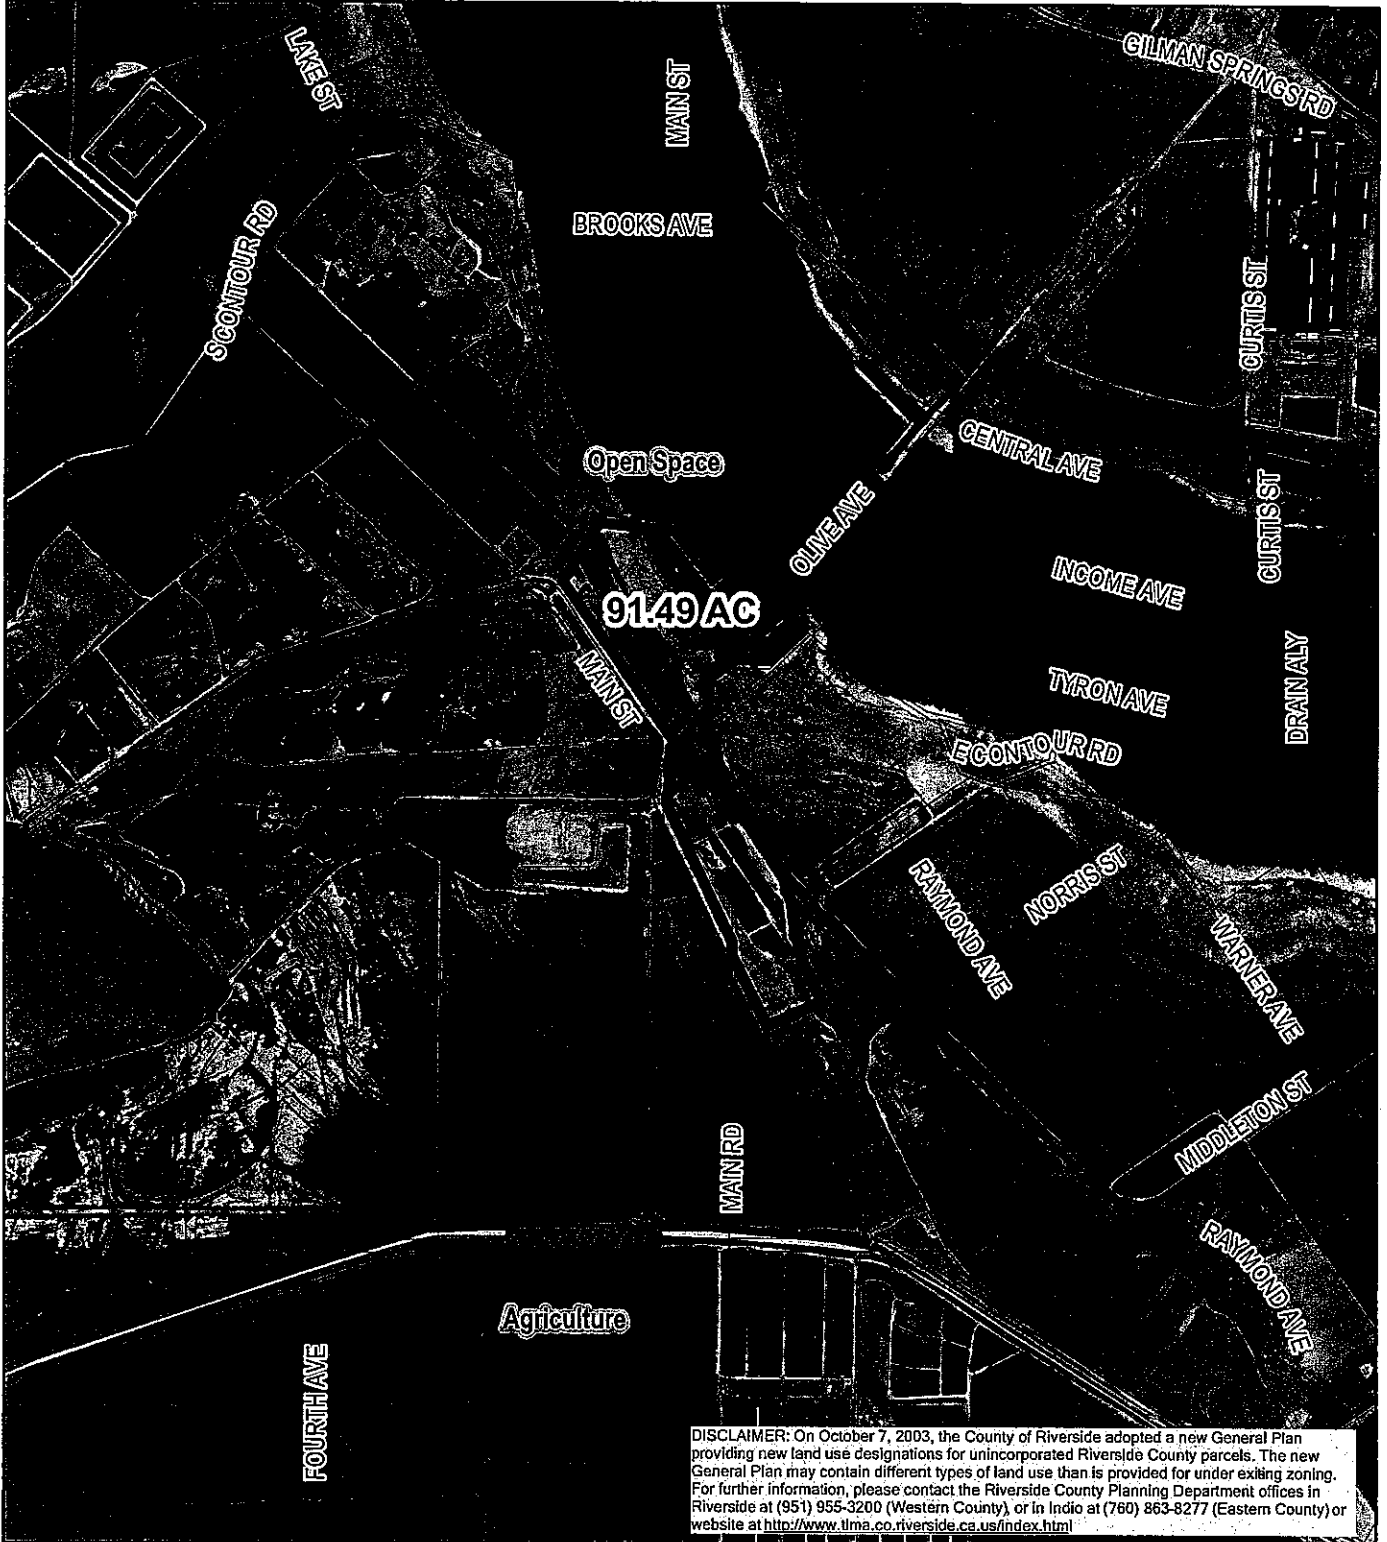 LAKE ST
MAIN ST
GILMAN SPRINGS RD
BROOKS AVE
S CONTOUR RD
CURTIS ST
Open Space
CENTRAL AVE
OLIVE AVE
CURTIS ST
INCOME AVE
91.49 AC
MAIN ST
TYRON AVE
DRAIN ALY
E CONTOUR RD
RAYMOND AVE
NORRIS ST
WARNER AVE
MIDDLETON ST
MAIN RD
RAYMOND AVE
Agriculture
FOURTH AVE
DISCLAIMER: On October 7, 2003, the County of Riverside adopted a new General Plan
providing new land use designations for unincorporated Riverside County parcels. The new
General Plan may contain different types of land use than is provided for under exiting zoning.
For further information, please contact the Riverside County Planning Department offices in
Riverside at (951) 955-3200 (Western County), or in Indio at (760) 863-8277 (Eastern County) or
website at http://www.tlma.co.riverside.ca.us/index.html